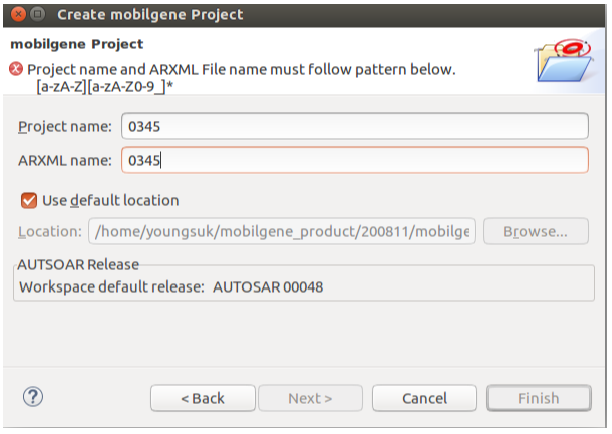 Create mobilgene Project
mobilgene Project
Project name and ARXML File name must follow pattern below.
[a-zA-Z][a-zA-Z0-9_]*
Project name: 0345
ARXML name: 0345
Use default location
Location: /home/youngsuk/mobilgene_product/200811/mobilge Browse...
AUTSOAR Release
Workspace default release: AUTOSAR 00048
? < Back Next > Cancel Finish